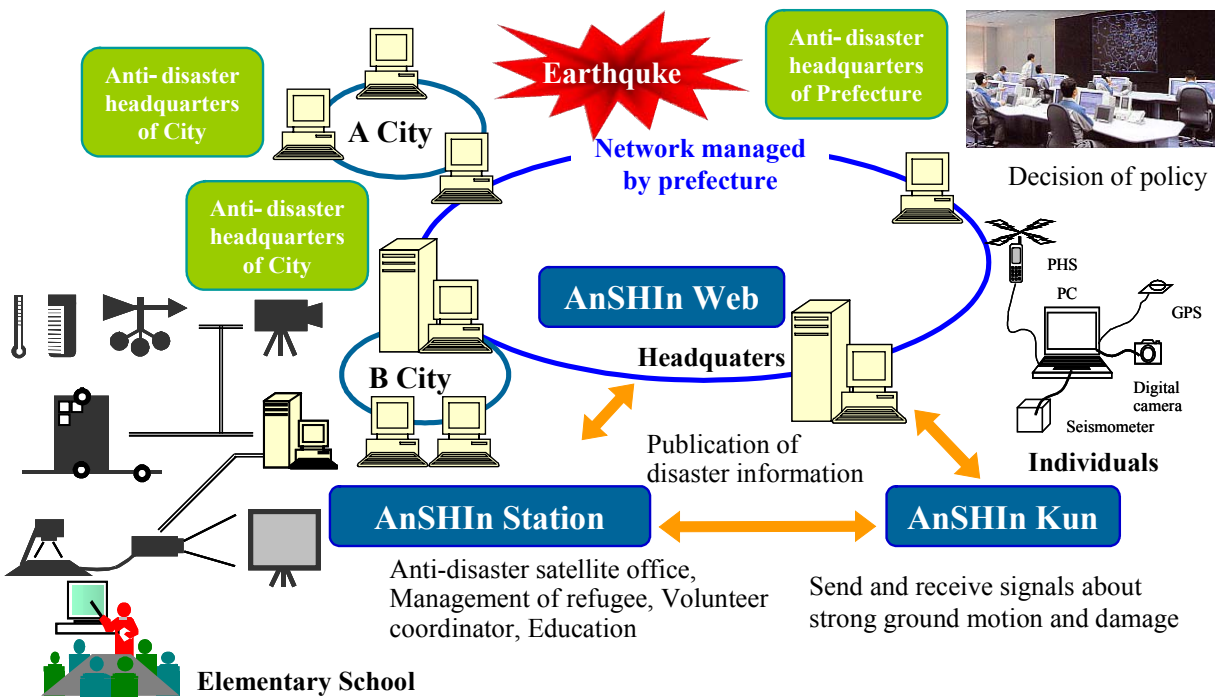 Anti- disaster
headquarters
of City
A City
Earthquke
Anti- disaster
headquarters
of Prefecture
Network managed
by prefecture
Decision of policy
Anti- disaster
headquarters
of City
AnSHIn Web
Headquaters
B City
PHS
PC
GPS
Digital
camera
Seismometer
Individuals
Publication of
disaster information
AnSHIn Station
AnSHIn Kun
Anti-disaster satellite office,
Management of refugee, Volunteer
coordinator, Education
Send and receive signals about
strong ground motion and damage
Elementary School